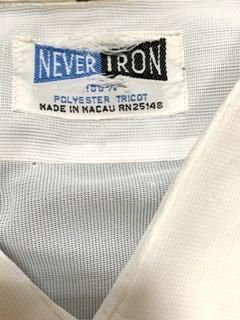 NEVER IRON
100%
POLYESTER TRICOT
MADE IN MACAU RN25148